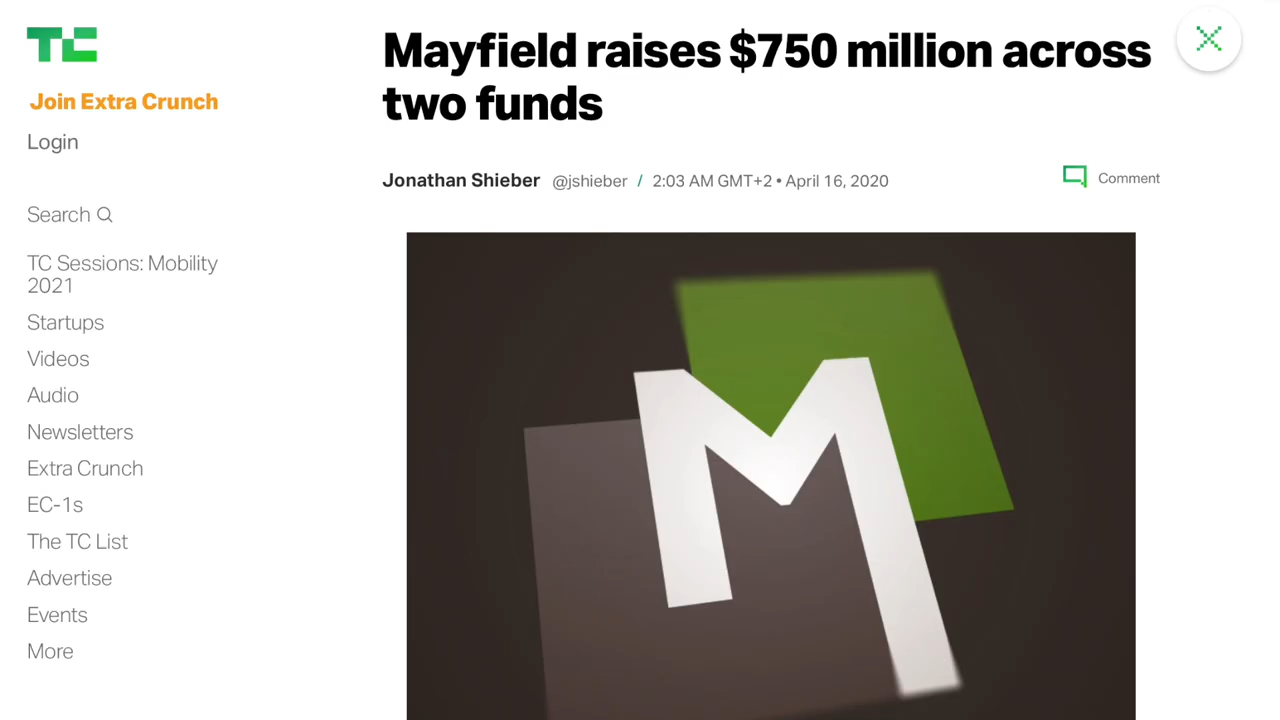 TC
Join Extra Crunch
Login
Search
TC Sessions: Mobility
2021
Startups
Videos
Audio
Newsletters
Extra Crunch
EC-1s
The TC List
Advertise
Events
More
Mayfield raises $750 million across
two funds
Jonathan Shieber @jshieber / 2:03 AM GMT+2 • April 16, 2020
Comment
M